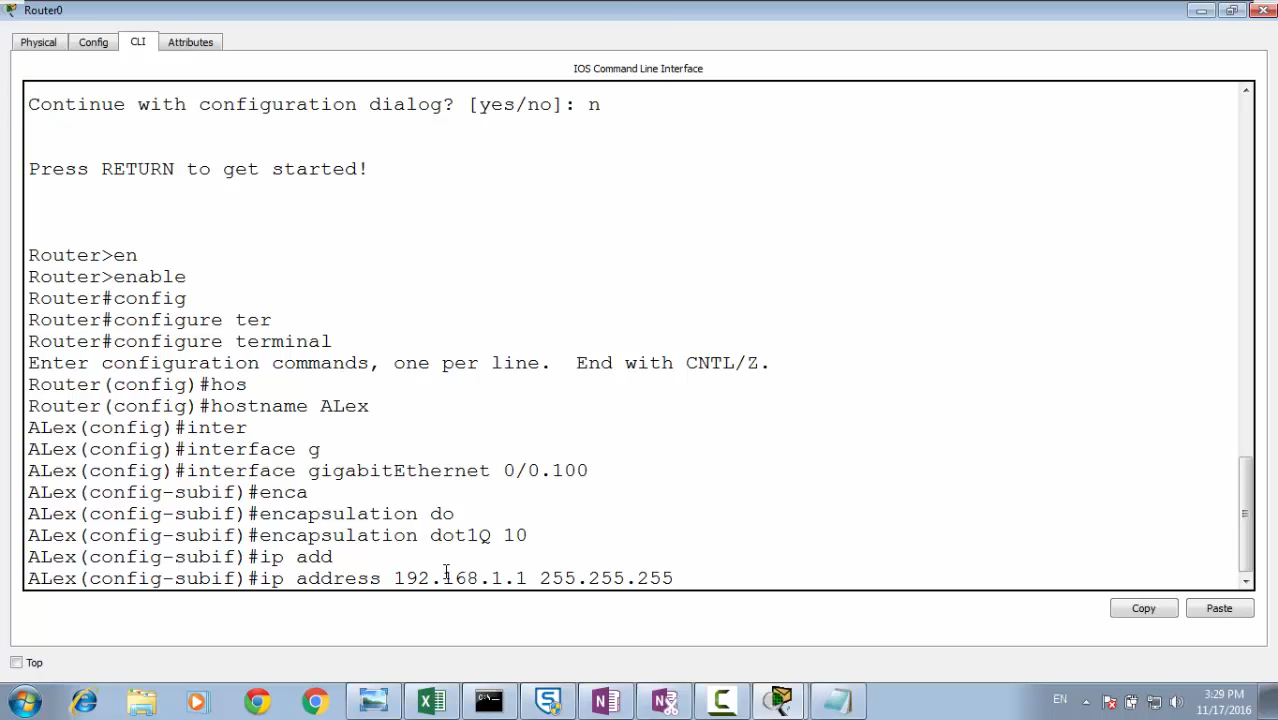 Router0
Physical Config CLI Attributes
IOS Command Line Interface
Continue with configuration dialog? [yes/no]: n
Press RETURN to get started!
Router>en
Router>enable
Router#config
Router#configure ter
Router#configure terminal
Enter configuration commands, one per line.  End with CNTL/Z.
Router(config)#hos
Router(config)#hostname ALex
ALex(config)#inter
ALex(config)#interface g
ALex(config)#interface gigabitEthernet 0/0.100
ALex(config-subif)#enca
ALex(config-subif)#encapsulation do
ALex(config-subif)#encapsulation dot1Q 10
ALex(config-subif)#ip add
ALex(config-subif)#ip address 192.168.1.1 255.255.255
Copy Paste
Top
EN 3:29 PM
11/17/2016